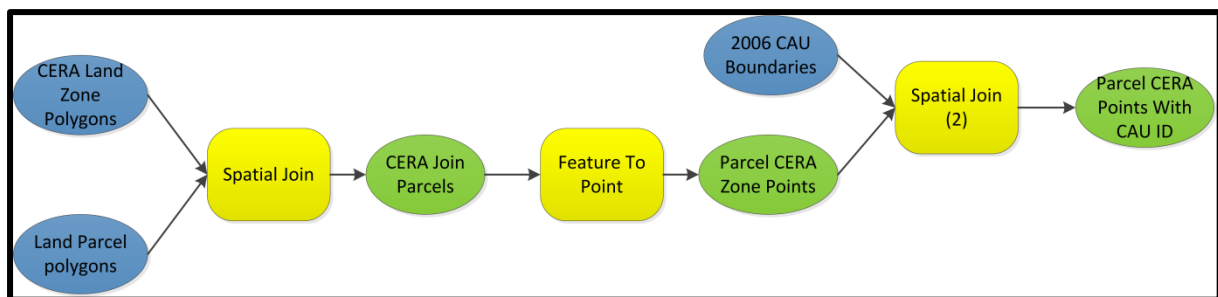 CERA Land
Zone
Polygons
Land Parcel
polygons
Spatial Join
CERA Join
Parcels
Feature To
Point
Parcel CERA
Zone Points
2006 CAU
Boundaries
Spatial Join
(2)
Parcel CERA
Points With
CAU ID